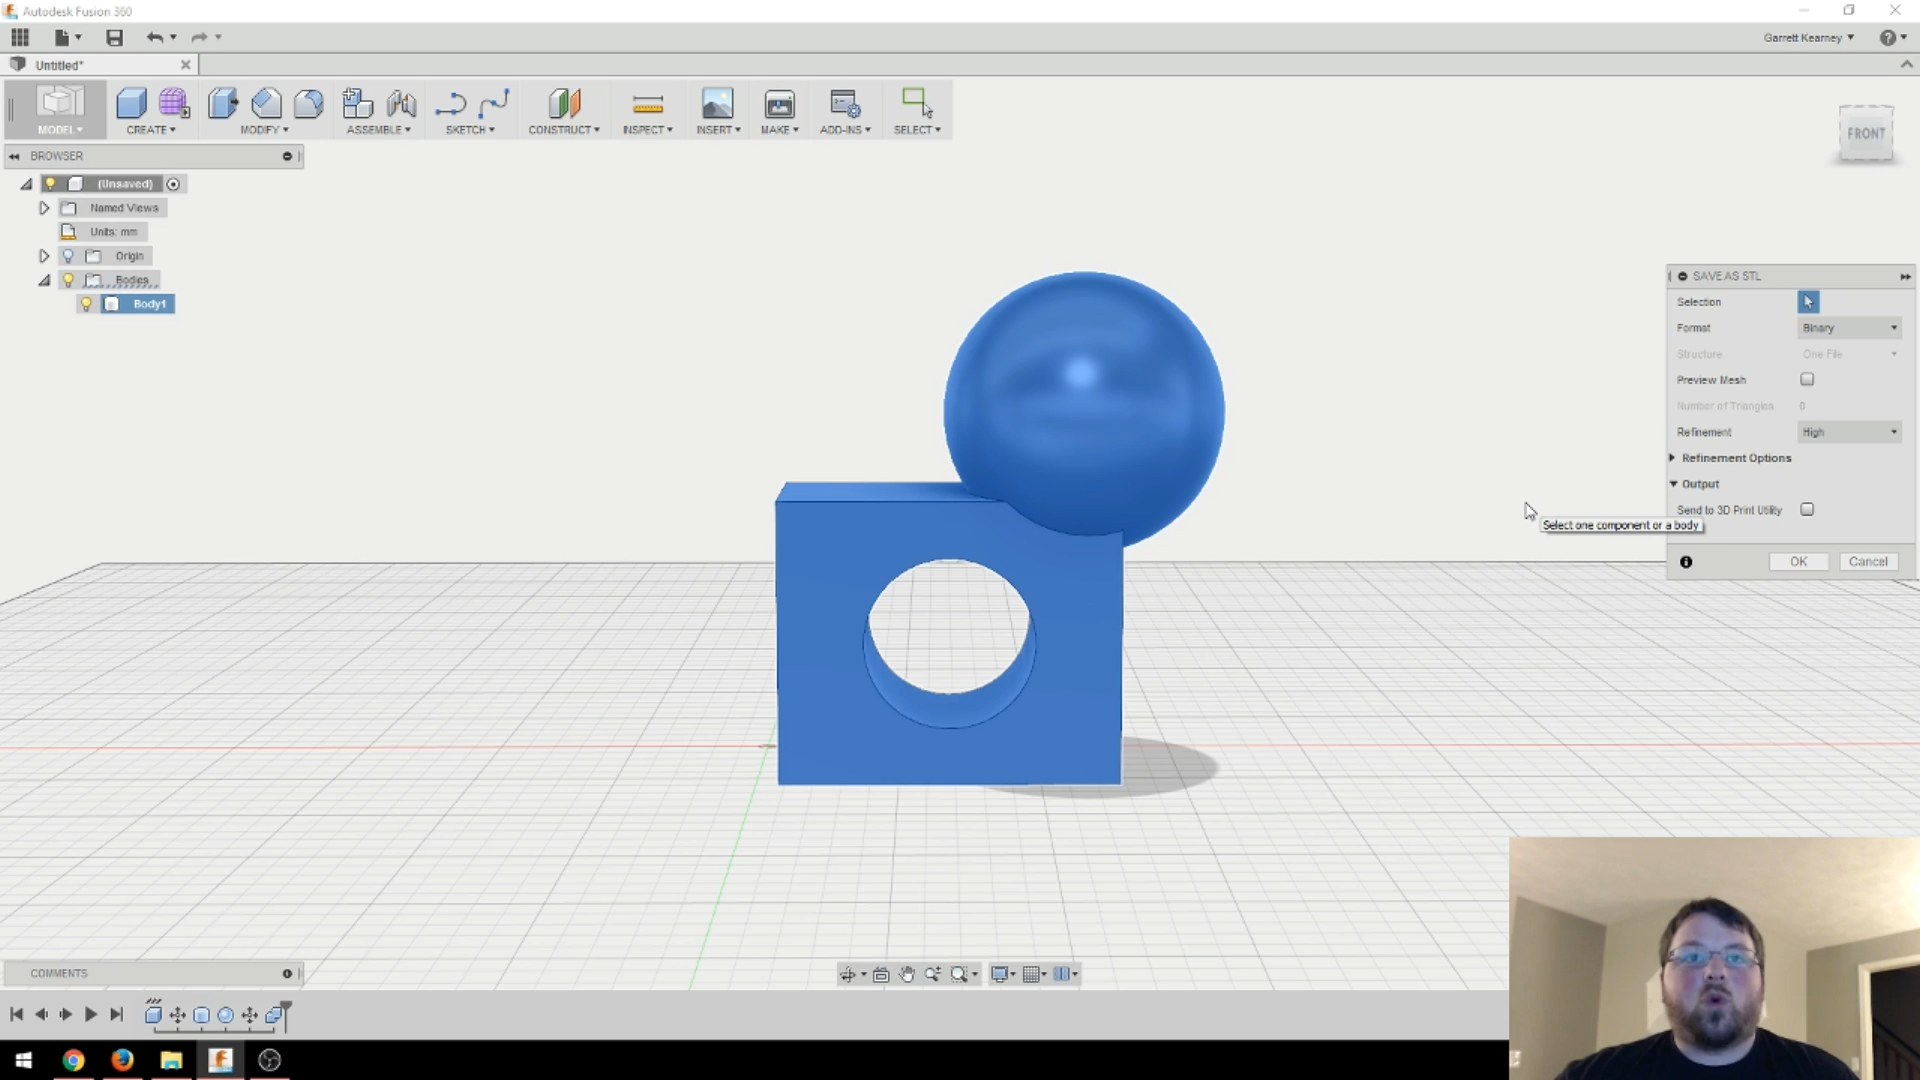 Autodesk Fusion 360
Garrett Kearney
Untitled*
MODEL
CREATE
MODIFY
ASSEMBLE
SKETCH
CONSTRUCT
INSPECT
INSERT
MAKE
ADD-INS
SELECT
FRONT
BROWSER
(Unsaved)
Named Views
Units: mm
Origin
Bodies
Body1
SAVE AS STL
Selection
Format
Binary
Structure
One File
Preview Mesh
Number of Triangles
0
Refinement
High
Refinement Options
Output
Send to 3D Print Utility
Select one component or a body
OK
Cancel
COMMENTS